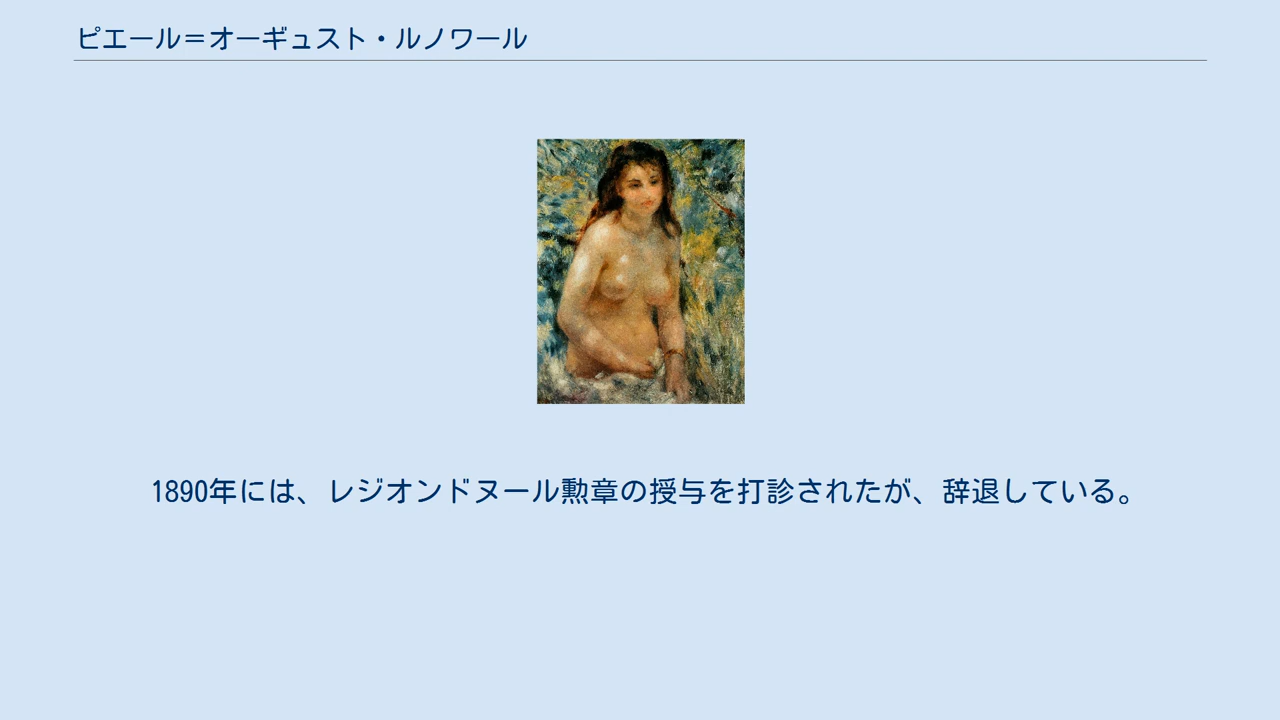 ピエール＝オーギュスト・ルノワール
1890年には、レジオンドヌール勲章の授与を打診されたが、辞退している。